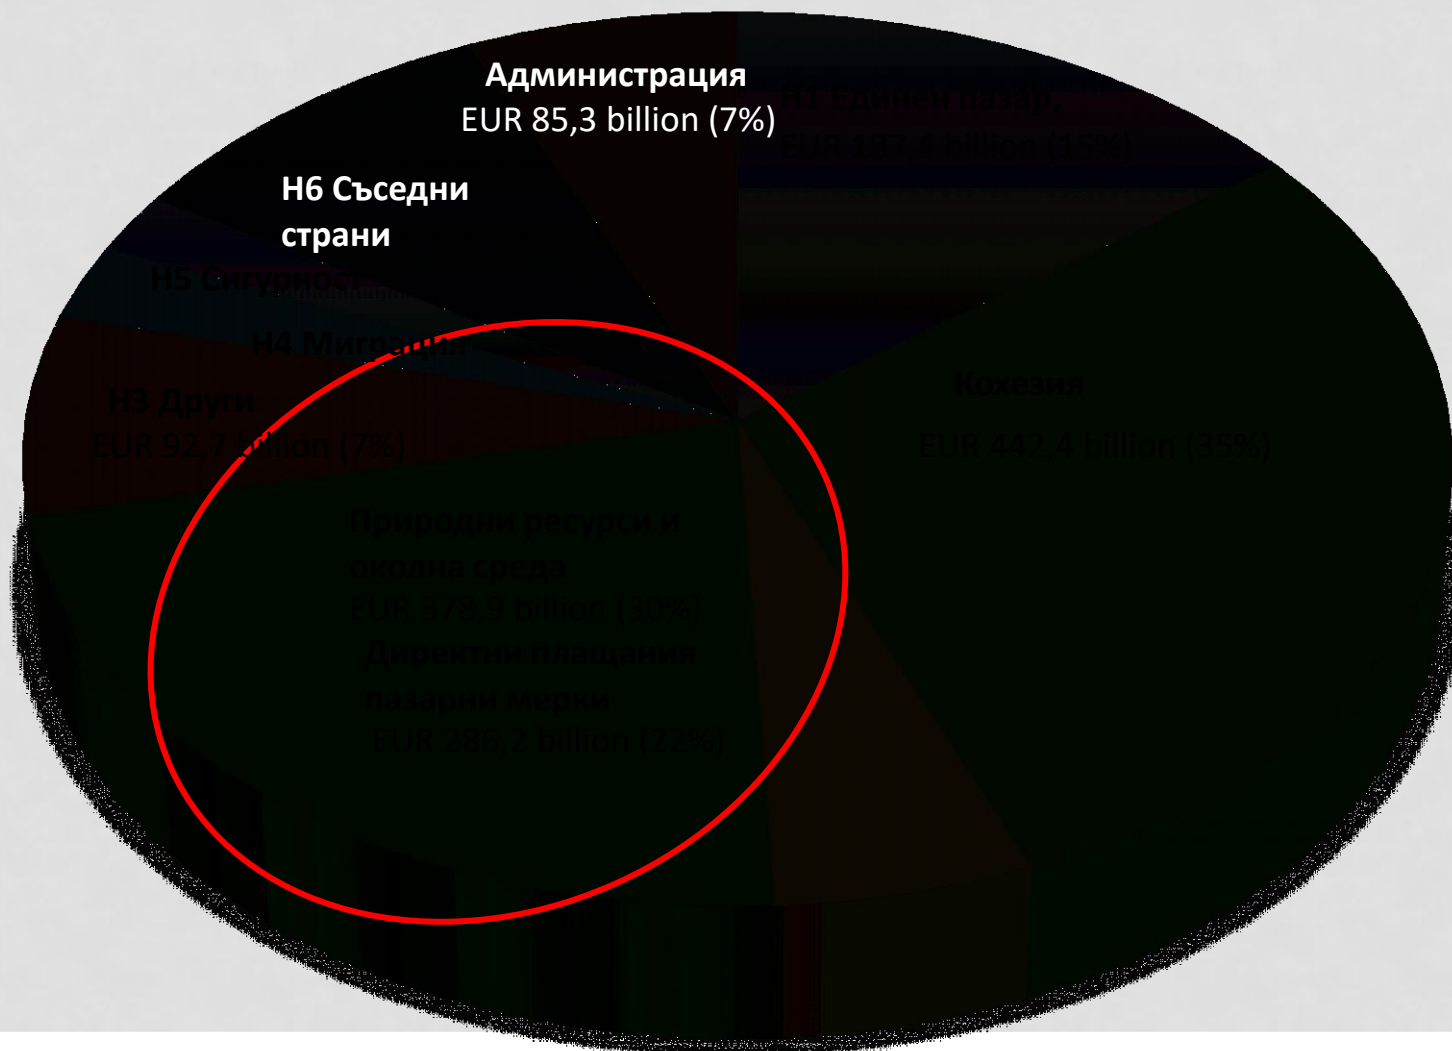 Администрация
EUR 85,3 billion (7%)
H1 Единен пазар,
EUR 187,4 billion (15%)
H6 Съседни
страни
H5 Сигурност
H4 Миграция
H3 Други
EUR 92,7 billion (7%)
Кохезия
EUR 442,4 billion (35%)
Природни ресурси и
околна среда
EUR 378,9 billion (30%)
Директни плащания
пазарни мерки
EUR 286,2 billion (22%)